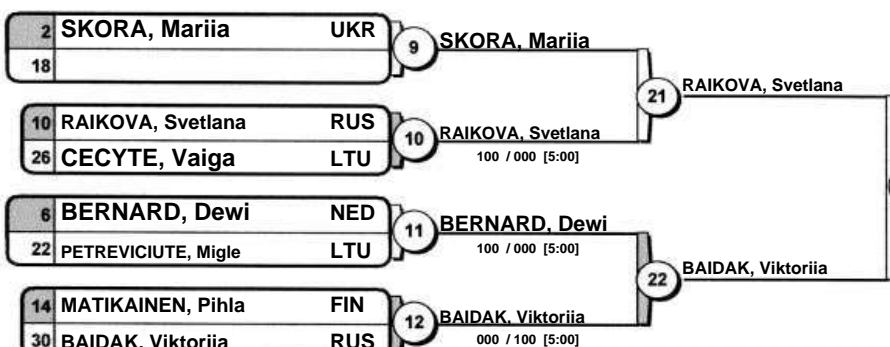 2 SKORA, Mariia UKR
18
9
SKORA, Mariia
21
RAIKOVA, Svetlana
10 RAIKOVA, Svetlana RUS
26 CECYTE, Vaiga LTU
10
RAIKOVA, Svetlana
100 / 000 [5:00]
6 BERNARD, Dewi NED
22 PETREVICIUTE, Migle LTU
11
BERNARD, Dewi
100 / 000 [5:00]
22
BAIDAK, Viktoriia
14 MATIKAINEN, Pihla FIN
30 BAIDAK, Viktoriia RUS
12
BAIDAK, Viktoriia
000 / 100 [5:00]